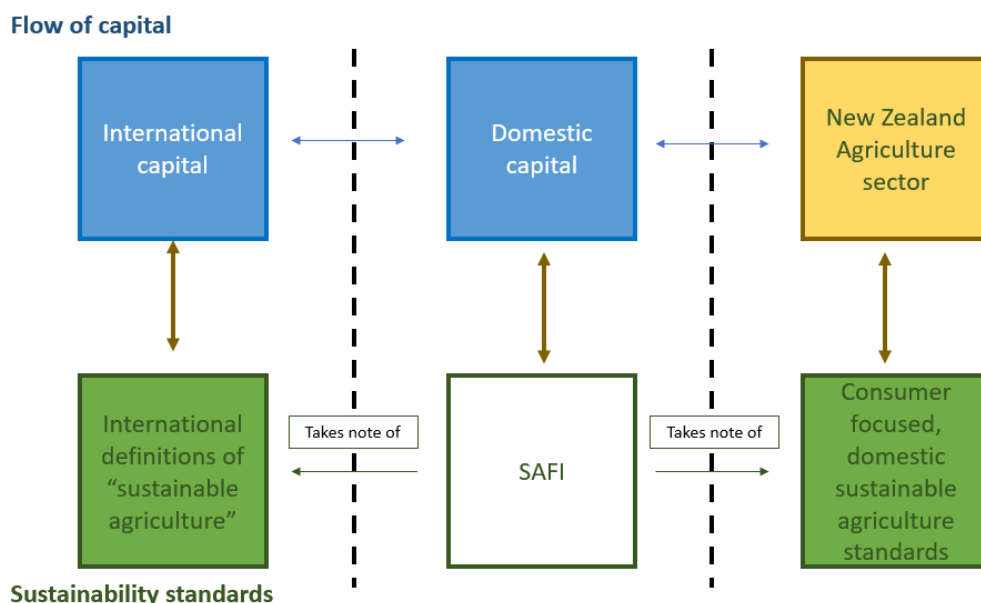 Flow of capital
International
capital
Domestic
capital
New Zealand
Agriculture
sector
International
definitions of
“sustainable
agriculture”
Takes note of
SAFI
Takes note of
Consumer
focused,
domestic
sustainable
agriculture
standards
Sustainability standards